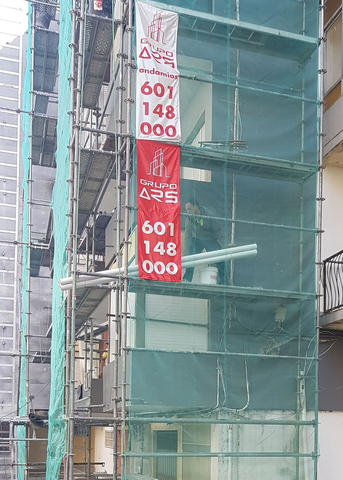 GRUPO
ARS
andamios
601
148
000
GRUPO
ARS
601
148
000